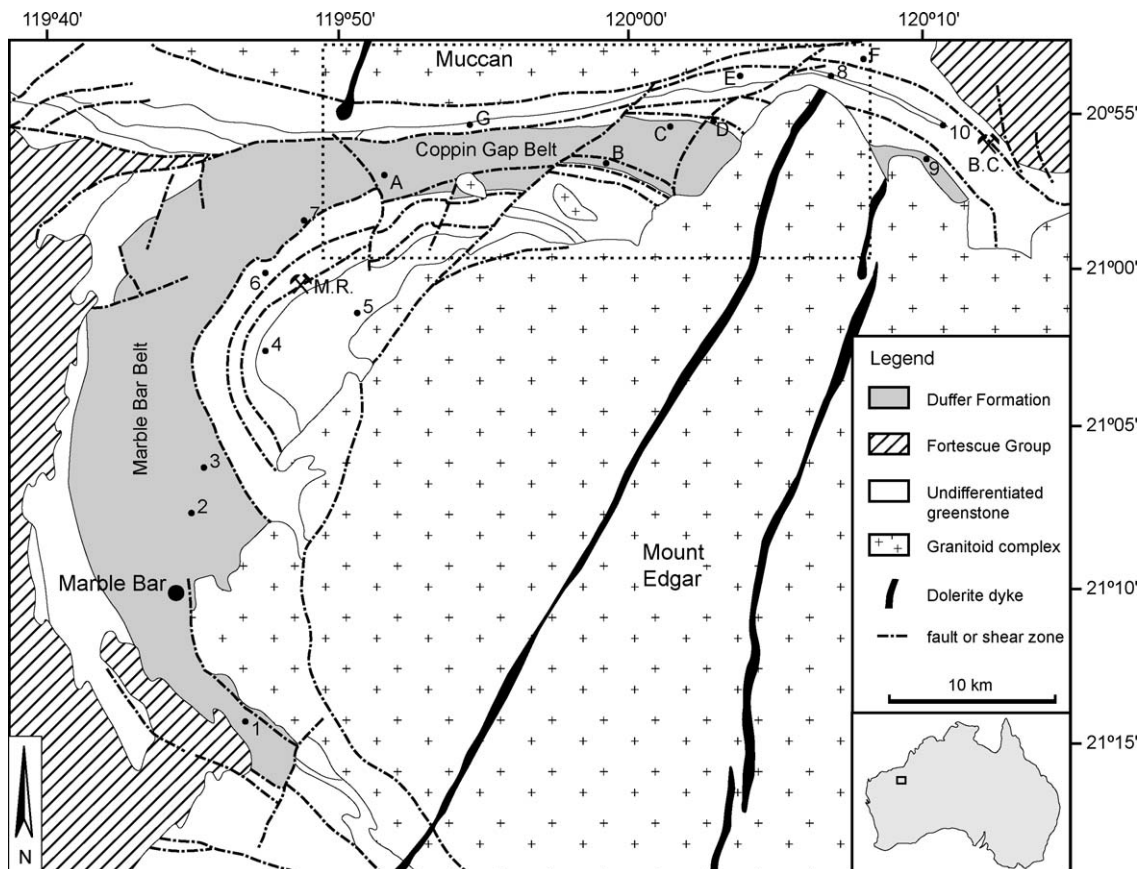 119°40' 119°50' 120°00' 120°10'
Muccan
F
E 8
20°55'
G
C D 10
Coppin Gap Belt
B B.C.
A 9
7
6
21°00'
M.R.
5
4
Marble Bar Belt
21°05'
3
2
Mount
Edgar
Marble Bar
21°10'
1
21°15'
N
Legend
Duffer Formation
Fortescue Group
Undifferentiated
greenstone
Granitoid complex
Dolerite dyke
fault or shear zone
10 km